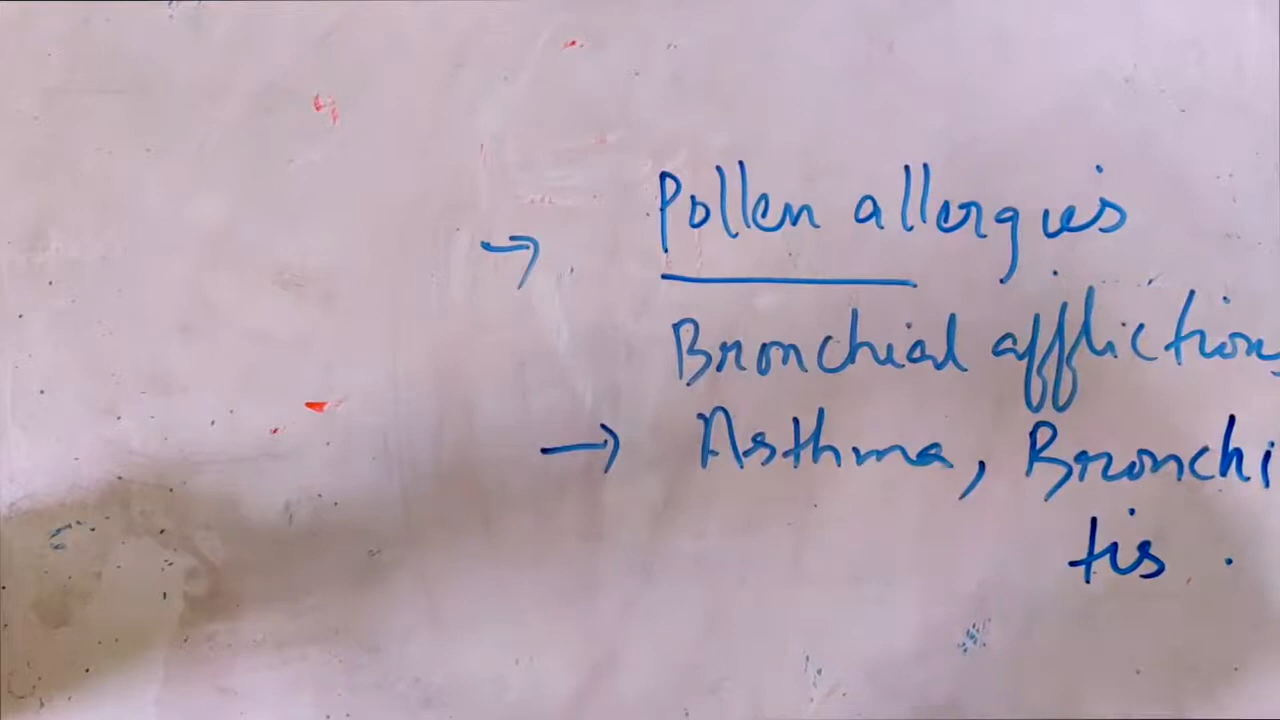 → Pollen allergies
Bronchial affliction
→ Asthma, Bronchi
tis .